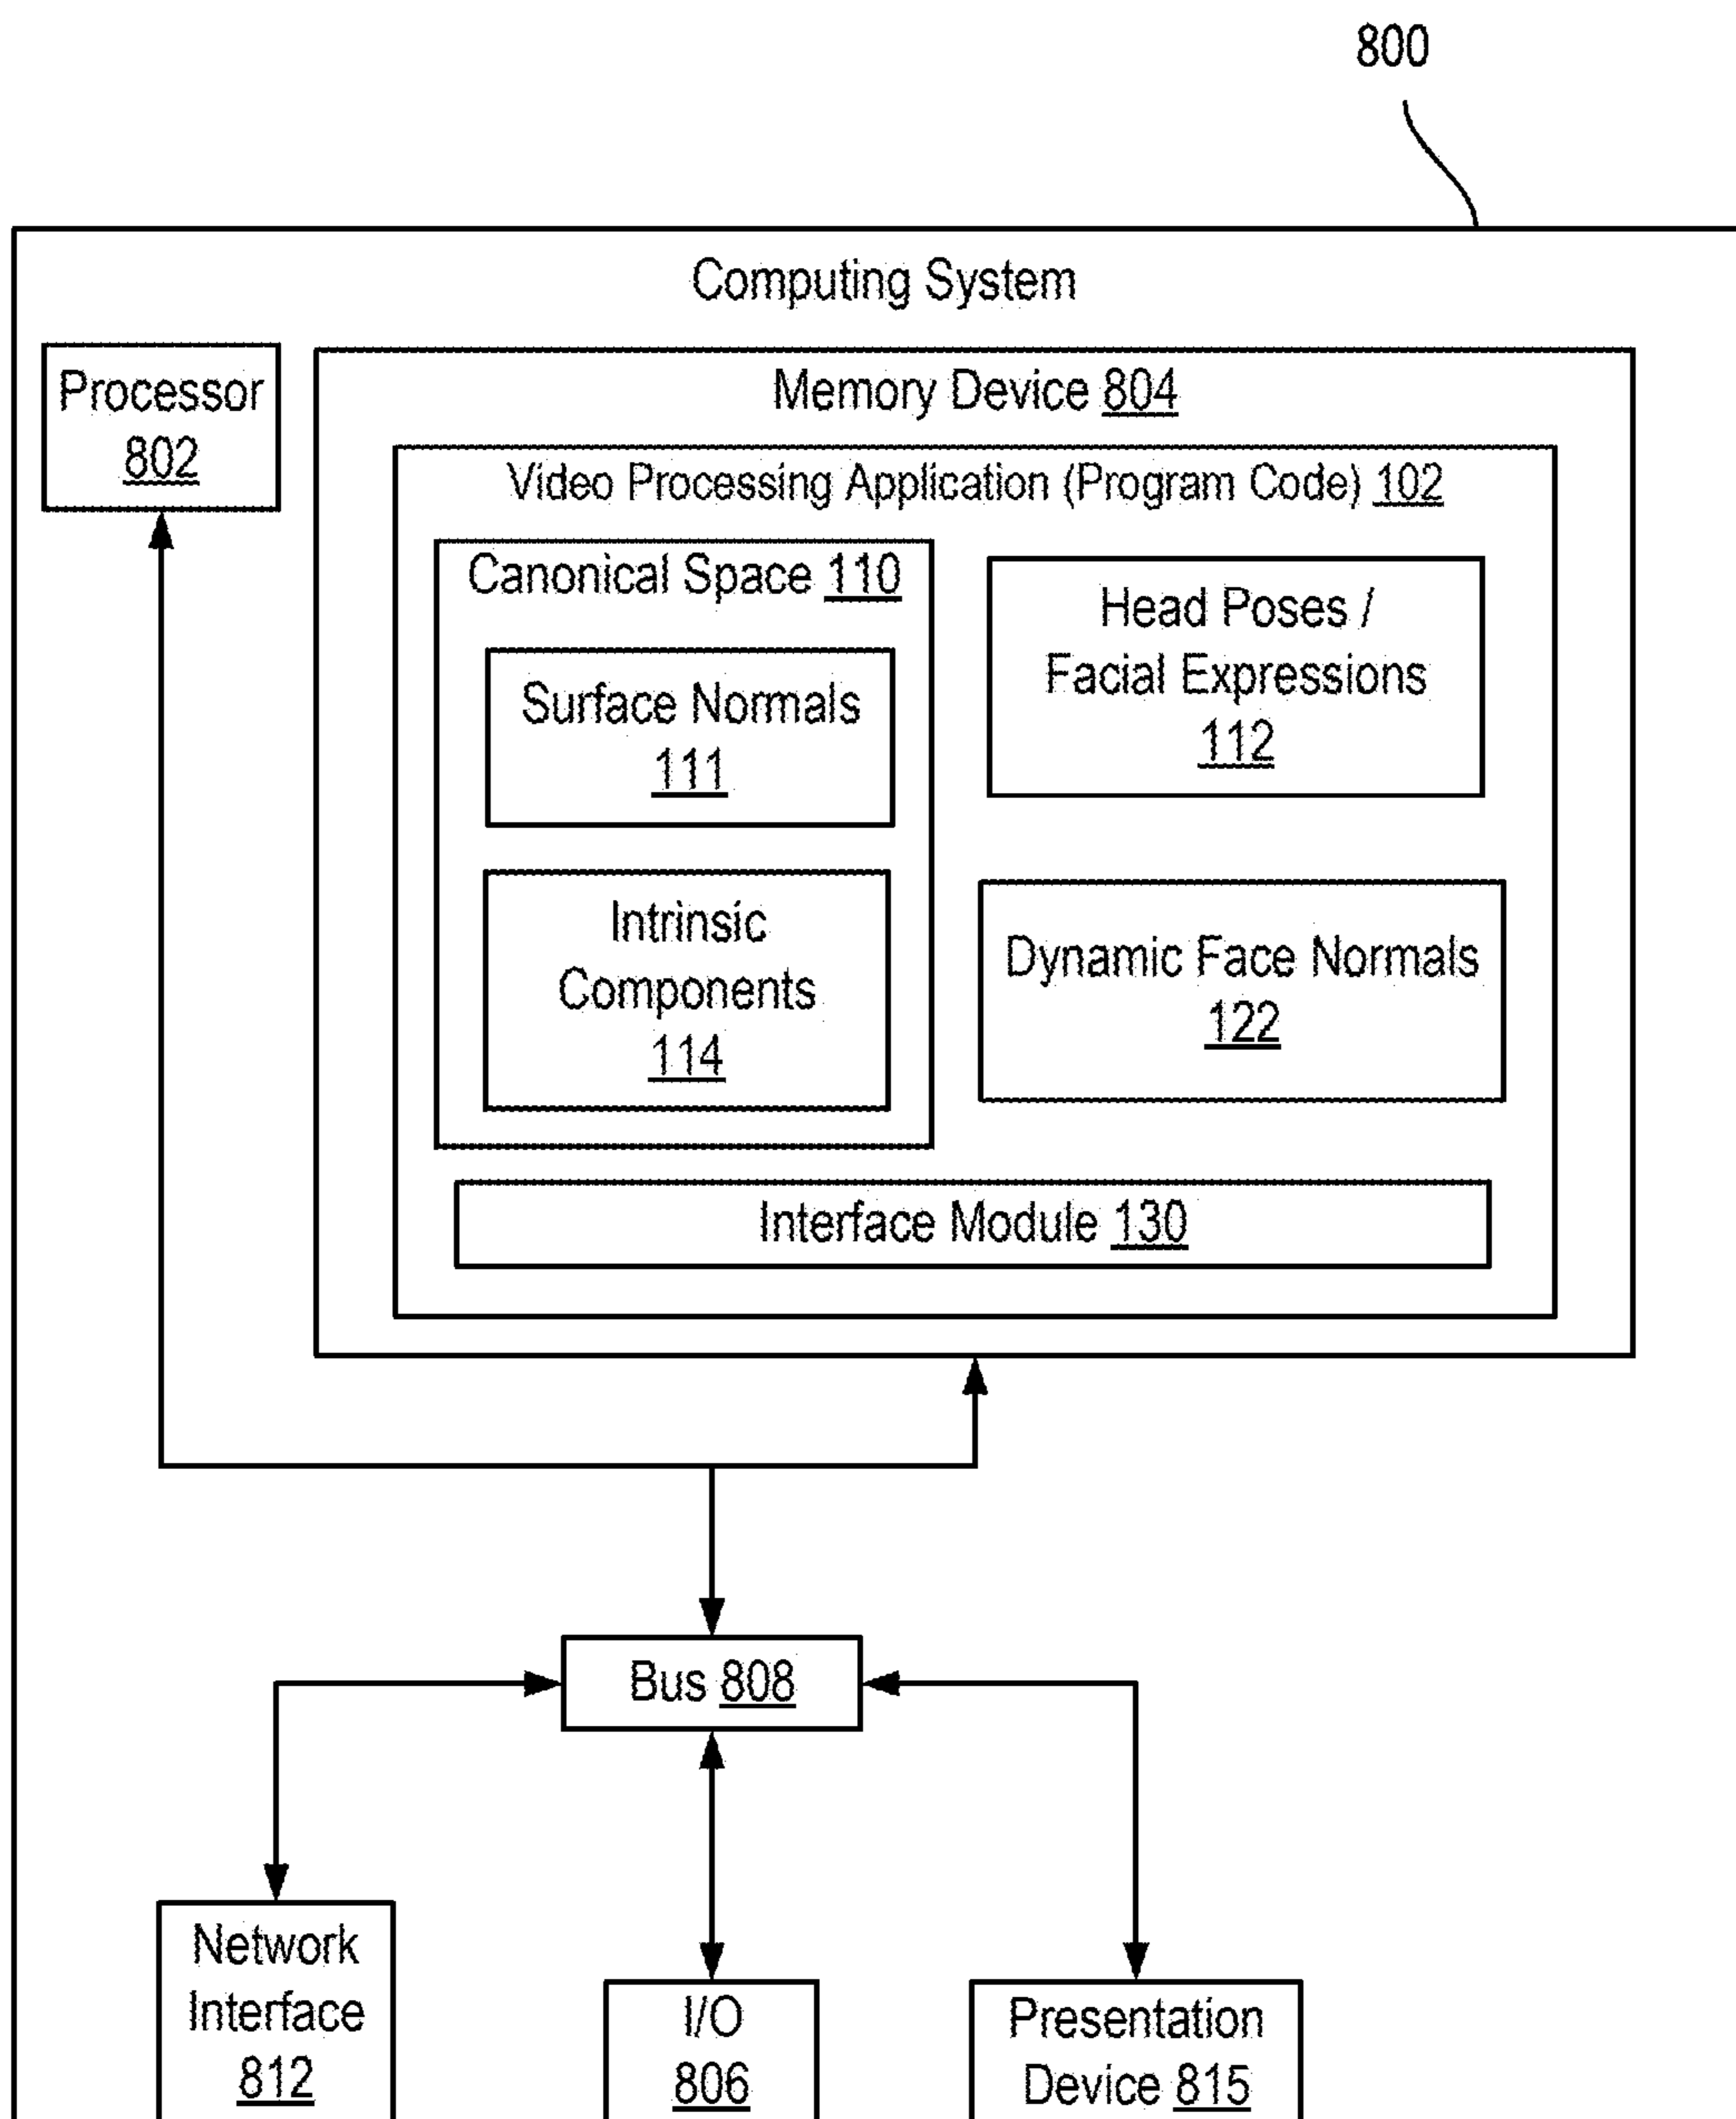 800
Computing System
Processor
802
Memory Device 804
Video Processing Application (Program Code) 102
Canonical Space 110
Surface Normals
111
Intrinsic
Components
114
Head Poses /
Facial Expressions
112
Dynamic Face Normals
122
Interface Module 130
Bus 808
Network
Interface
812
I/O
806
Presentation
Device 815